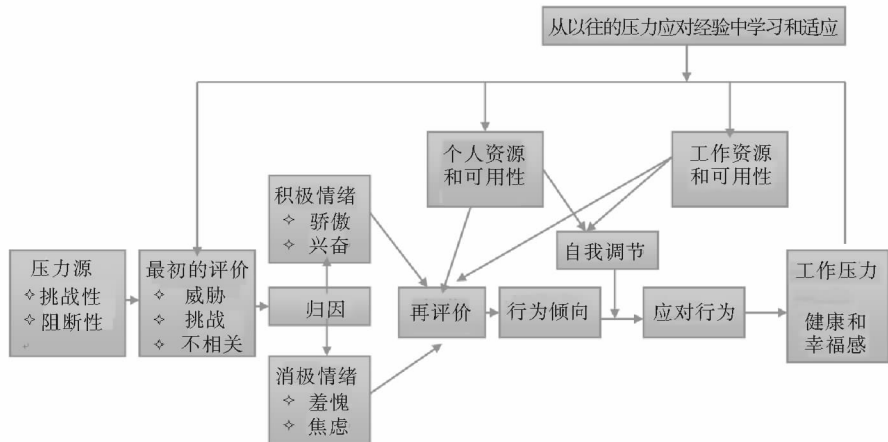 从以往的压力应对经验中学习和适应
个人资源
和可用性
工作资源
和可用性
积极情绪
✧ 骄傲
✧ 兴奋
自我调节
压力源
✧挑战性
✧阻断性
最初的评价
✧ 威胁
✧ 挑战
✧ 不相关
归因
再评价
行为倾向
应对行为
工作压力
健康和
幸福感
消极情绪
✧ 羞愧
✧ 焦虑